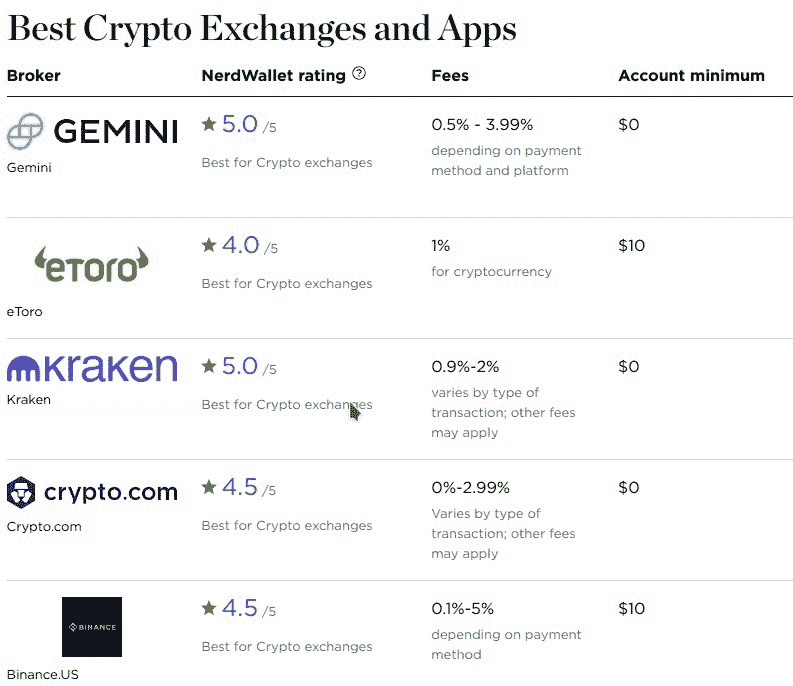 Best Crypto Exchanges and Apps
Broker NerdWallet rating ? Fees Account minimum
GEMINI
Gemini
5.0 /5
Best for Crypto exchanges
0.5% - 3.99%
depending on payment
method and platform
$0
eToro
eToro
4.0 /5
Best for Crypto exchanges
1%
for cryptocurrency
$10
mkraken
Kraken
5.0 /5
Best for Crypto exchanges
0.9%-2%
varies by type of
transaction; other fees
may apply
$0
crypto.com
Crypto.com
4.5 /5
Best for Crypto exchanges
0%-2.99%
Varies by type of
transaction; other fees
may apply
$0
BINANCE
Binance.US
4.5 /5
Best for Crypto exchanges
0.1%-5%
depending on payment
method
$10